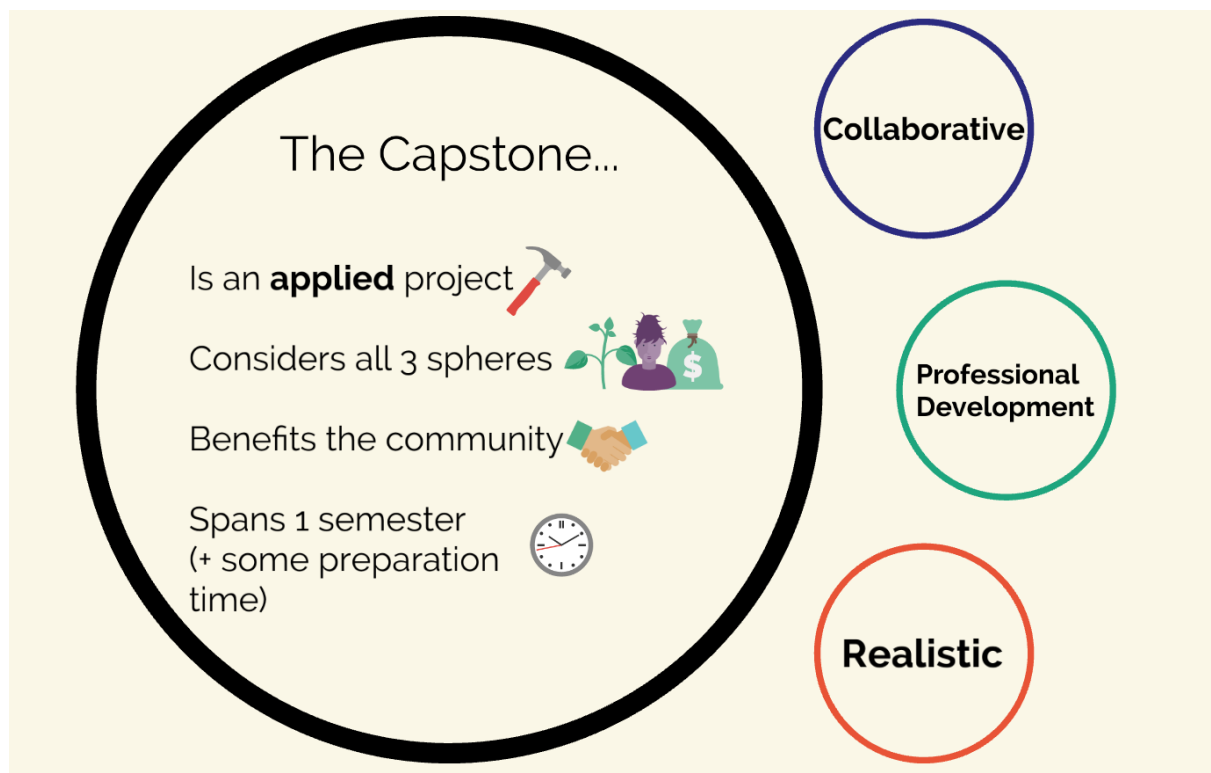 The Capstone...
Is an applied project
Considers all 3 spheres
$
Benefits the community
Spans 1 semester
(+ some preparation
time)
Collaborative
Professional
Development
Realistic